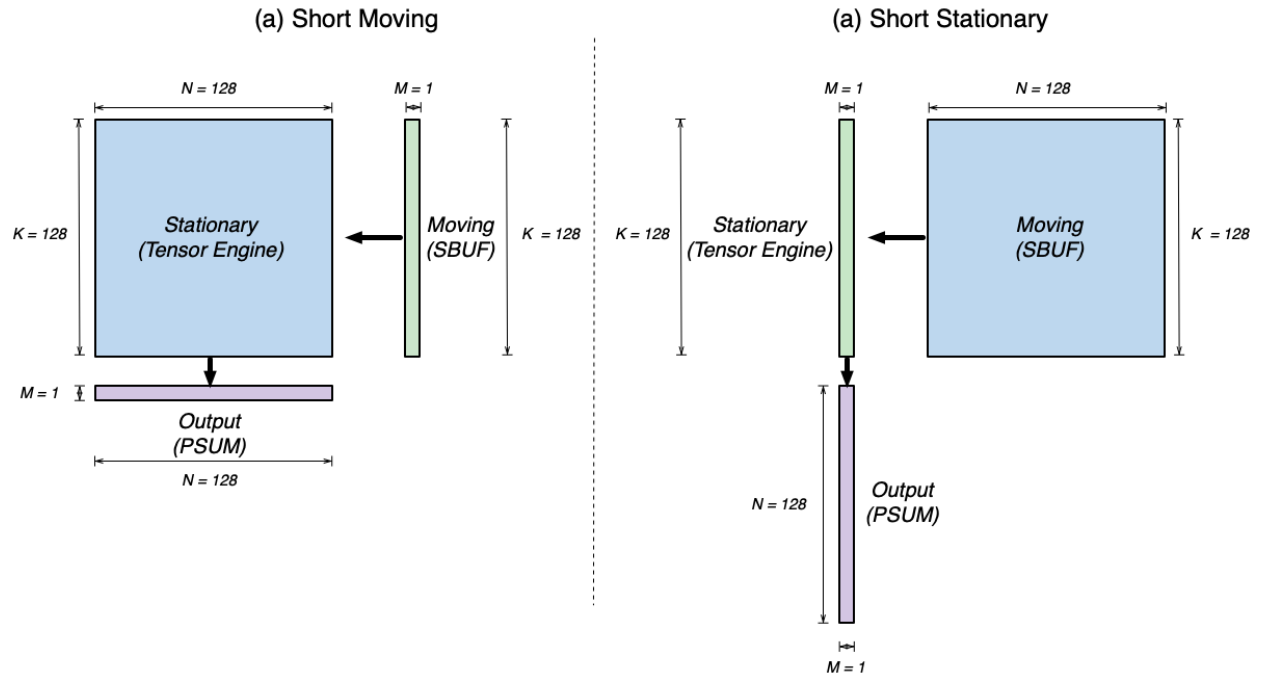 (a) Short Moving
N = 128
M = 1
K = 128
Stationary
(Tensor Engine)
Moving
(SBUF)
K = 128
M = 1
Output
(PSUM)
N = 128
(a) Short Stationary
M = 1
N = 128
K = 128
Stationary
(Tensor Engine)
Moving
(SBUF)
K = 128
N = 128
Output
(PSUM)
M = 1